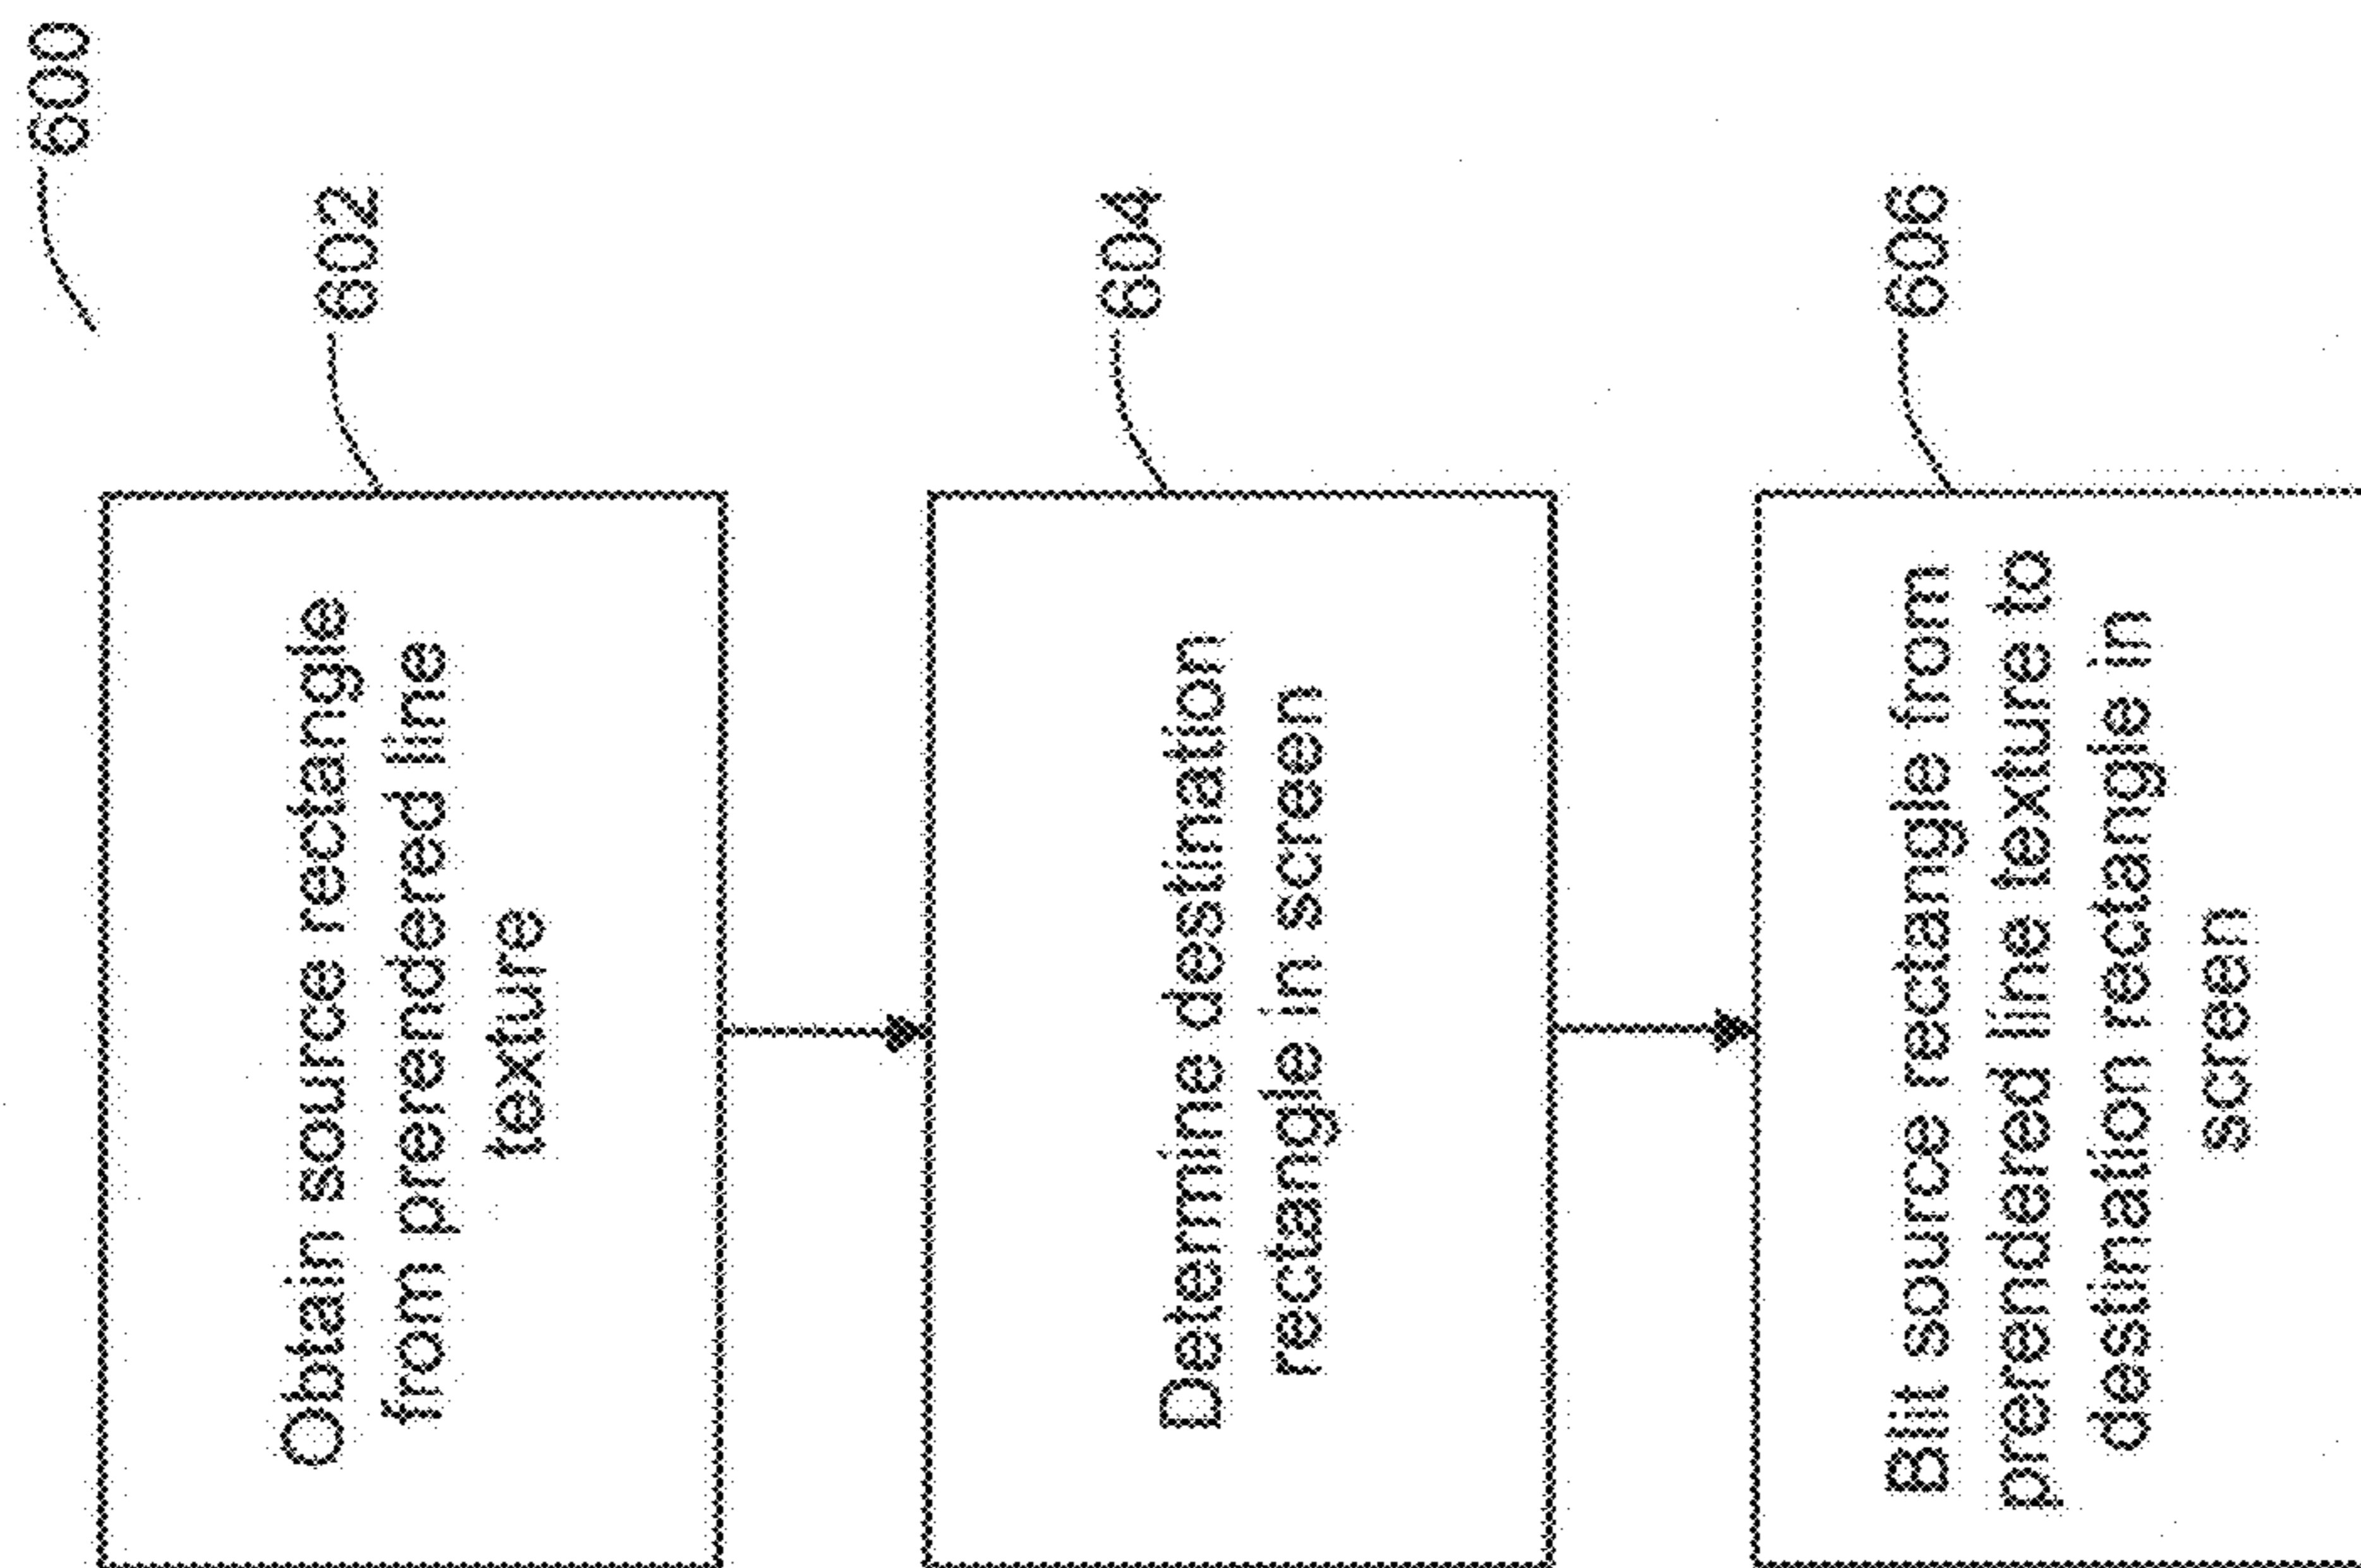 600
602
Obtain source rectangle
from prerendered line
texture
604
Determine destination
rectangle in screen
606
Blit source rectangle from
prerendered line texture to
destination rectangle in
screen